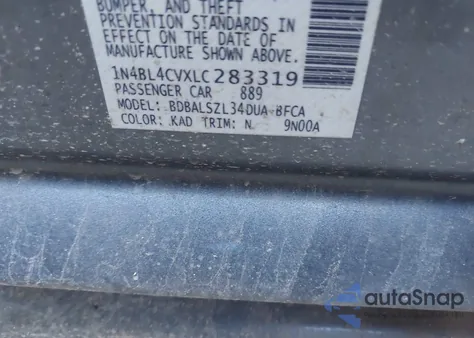 BUMPER, AND THEFT
PREVENTION STANDARDS IN
EFFECT ON THE DATE OF
MANUFACTURE SHOWN ABOVE.
1N4BL4CVXLC283319
PASSENGER CAR 889
MODEL: BDBALSZL34DUA-BFCA
COLOR: KAD TRIM: N 9N00A
autoSnap